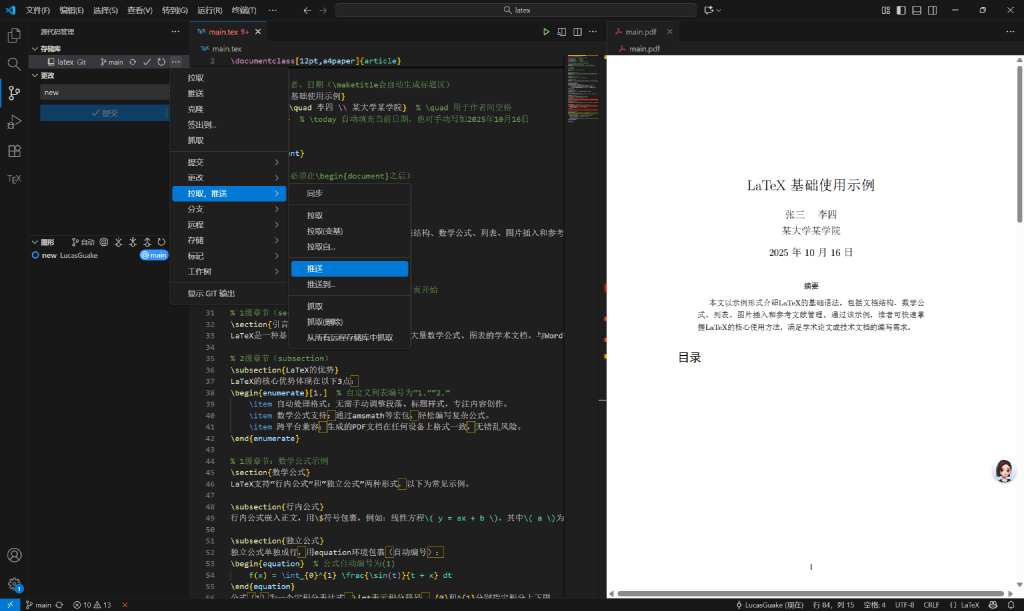 文件(F) 编辑(E) 选择(S) 查看(V) 转到(G) 运行(R) 终端(T) ···
latex
源代码管理
存储库
latex Git main
更改
new
提交
图形 自动
new LucasGuake main
拉取
推送
克隆
签出到...
抓取
提交
更改
拉取，推送
分支
远程
存储
标记
工作树
显示 GIT 输出
同步
拉取
拉取(变基)
拉取自...
推送
推送到...
抓取
抓取(删除)
从所有远程存储库中抓取
main.tex 9+
main.tex
2 \documentclass[12pt,a4paper]{article}
者、日期（\maketitle会自动生成标题区）
基础使用示例}
\quad 李四 \\ 某大学某学院} % \quad 用于作者间空格
% \today 自动填充当前日期，也可手动写如2025年10月16日
ent}
必须在\begin{document}之后）
档结构、数学公式、列表、图片插入和参考
页开始
31 % 1级章节（sec
32 \section{引言
33 LaTeX是一种基 大量数学公式、图表的学术文档。与Word
34
35 % 2级章节（subsection）
36 \subsection{LaTeX的优势}
37 LaTeX的核心优势体现在以下3点：
38 \begin{enumerate}[1.] % 自定义列表编号为"1.""2."
39 \item 自动处理格式：无需手动调整段落、标题样式，专注内容创作。
40 \item 数学公式支持：通过amsmath等宏包，轻松编写复杂公式。
41 \item 跨平台兼容：生成的PDF文档在任何设备上格式一致，无错乱风险。
42 \end{enumerate}
43
44 % 1级章节：数学公式示例
45 \section{数学公式}
46 LaTeX支持“行内公式”和“独立公式”两种形式，以下为常见示例。
47
48 \subsection{行内公式}
49 行内公式嵌入正文，用\$符号包裹，例如：线性方程\( y = ax + b \)，其中\( a \)为
50
51 \subsection{独立公式}
52 独立公式单独成行，用equation环境包裹（自动编号）：
53 \begin{equation} % 公式自动编号为(1)
54 f(x) = \int_{0}^{1} \frac{\sin(t)}{t + x} dt
55 \end{equation}
main.pdf
main.pdf
LaTeX 基础使用示例
张三 李四
某大学某学院
2025 年 10 月 16 日
摘要
本文以示例形式介绍LaTeX的基础语法，包括文档结构、数学公
式、列表、图片插入和参考文献管理。通过该示例，读者可快速掌
握LaTeX的核心使用方法，满足学术论文或技术文档的编写需求。
目录
1
main 10 13 LucasGuake (现在) 行 84，列 15 空格: 4 UTF-8 CRLF {} LaTeX